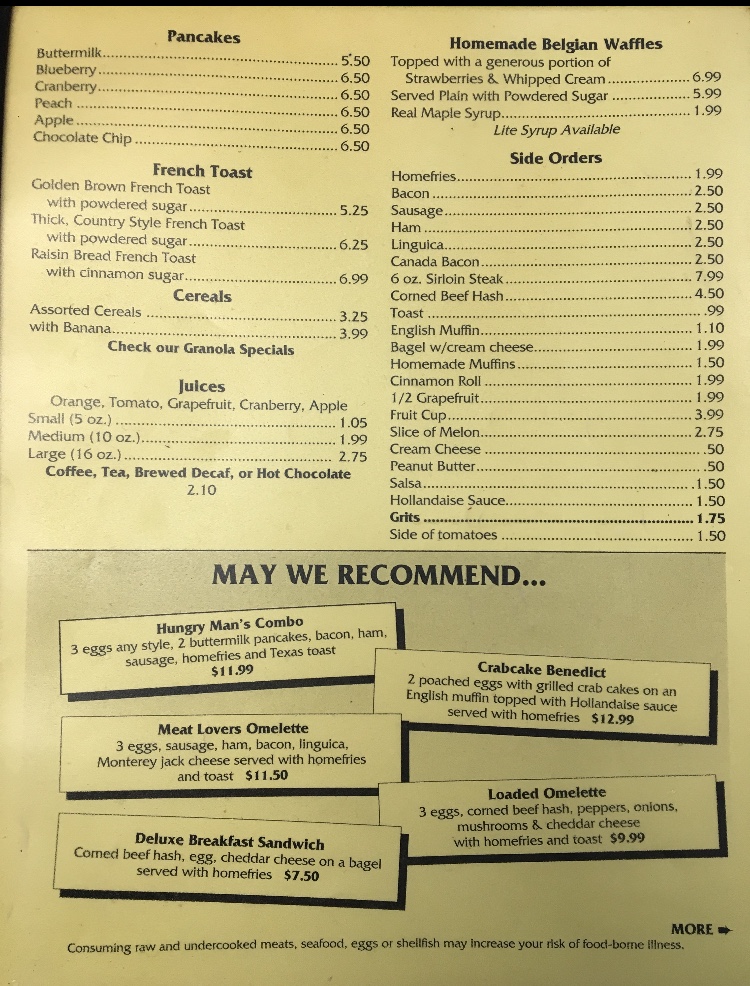 Pancakes
Buttermilk..................................................... 5.50
Blueberry....................................................... 6.50
Cranberry...................................................... 6.50
Peach ............................................................ 6.50
Apple............................................................. 6.50
Chocolate Chip ............................................ 6.50
French Toast
Golden Brown French Toast
with powdered sugar.................................. 5.25
Thick, Country Style French Toast
with powdered sugar.................................. 6.25
Raisin Bread French Toast
with cinnamon sugar................................... 6.99
Cereals
Assorted Cereals .......................................... 3.25
with Banana.................................................. 3.99
Check our Granola Specials
Juices
Orange, Tomato, Grapefruit, Cranberry, Apple
Small (5 oz.) ................................................. 1.05
Medium (10 oz.)............................................ 1.99
Large (16 oz.)................................................ 2.75
Coffee, Tea, Brewed Decaf, or Hot Chocolate
2.10
Homemade Belgian Waffles
Topped with a generous portion of
Strawberries & Whipped Cream ................... 6.99
Served Plain with Powdered Sugar ................ 5.99
Real Maple Syrup........................................... 1.99
Lite Syrup Available
Side Orders
Homefries...................................................... 1.99
Bacon ............................................................ 2.50
Sausage......................................................... 2.50
Ham .............................................................. 2.50
Linguica......................................................... 2.50
Canada Bacon................................................ 2.50
6 oz. Sirloin Steak........................................... 7.99
Corned Beef Hash.......................................... 4.50
Toast ............................................................. .99
English Muffin................................................ 1.10
Bagel w/cream cheese.................................... 1.99
Homemade Muffins........................................ 1.50
Cinnamon Roll ............................................... 1.99
1/2 Grapefruit................................................ 1.99
Fruit Cup........................................................ 3.99
Slice of Melon................................................ 2.75
Cream Cheese ............................................... .50
Peanut Butter................................................. .50
Salsa.............................................................. 1.50
Hollandaise Sauce.......................................... 1.50
Grits .............................................................. 1.75
Side of tomatoes ........................................... 1.50
MAY WE RECOMMEND...
Hungry Man's Combo
3 eggs any style, 2 buttermilk pancakes, bacon, ham,
sausage, homefries and Texas toast
$11.99
Crabcake Benedict
2 poached eggs with grilled crab cakes on an
English muffin topped with Hollandaise sauce
served with homefries $12.99
Meat Lovers Omelette
3 eggs, sausage, ham, bacon, linguica,
Monterey jack cheese served with homefries
and toast $11.50
Loaded Omelette
3 eggs, corned beef hash, peppers, onions,
mushrooms & cheddar cheese
with homefries and toast $9.99
Deluxe Breakfast Sandwich
Corned beef hash, egg, cheddar cheese on a bagel
served with homefries $7.50
MORE ➨
Consuming raw and undercooked meats, seafood, eggs or shellfish may increase your risk of food-borne illness.